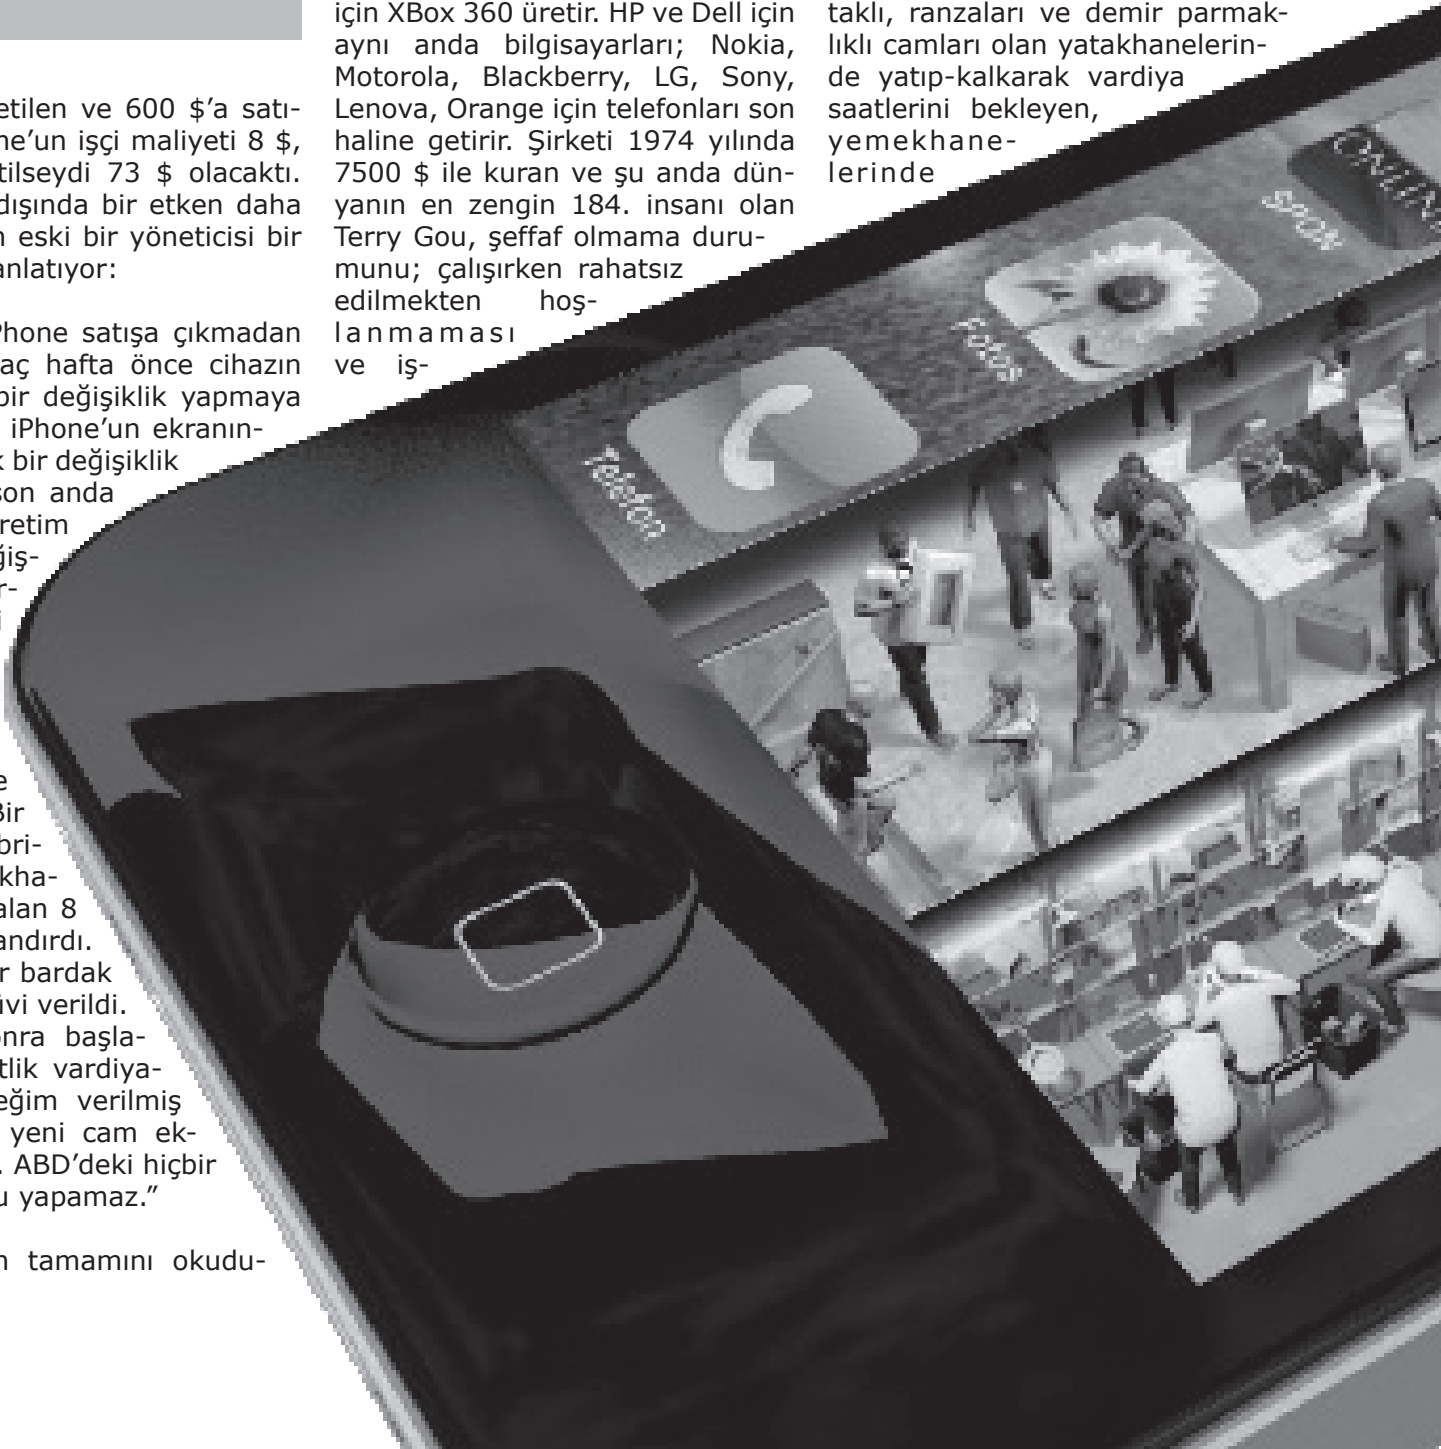 etilen ve 600 $’a satı-
ne’un işçi maliyeti 8 $,
tilseydi 73 $ olacaktı.
dışında bir etken daha
n eski bir yöneticisi bir
anlatıyor:
Phone satışa çıkmadan
aç hafta önce cihazın
bir değişiklik yapmaya
iPhone’un ekranın-
k bir değişiklik
son anda
retim
ğiş-
r-
i
e
Bir
bri-
kha-
alan 8
andırdı.
r bardak
üvi verildi.
onra başla-
tlik vardiya-
eğim verilmiş
yeni cam ek-
. ABD’deki hiçbir
u yapamaz.”
n tamamını okudu-
için XBox 360 üretir. HP ve Dell için
aynı anda bilgisayarları; Nokia,
Motorola, Blackberry, LG, Sony,
Lenova, Orange için telefonları son
haline getirir. Şirketi 1974 yılında
7500 $ ile kuran ve şu anda dün-
yanın en zengin 184. insanı olan
Terry Gou, şeffaf olmama duru-
munu; çalışırken rahatsız
edilmekten hoş-
lanmaması
ve iş-
taklı, ranzaları ve demir parmak-
lıklı camları olan yatakhanelerin-
de yatıp-kalkarak vardiya
saatlerini bekleyen,
yemekhane-
lerinde
Telefon
Fotos
SPON
ONLINE